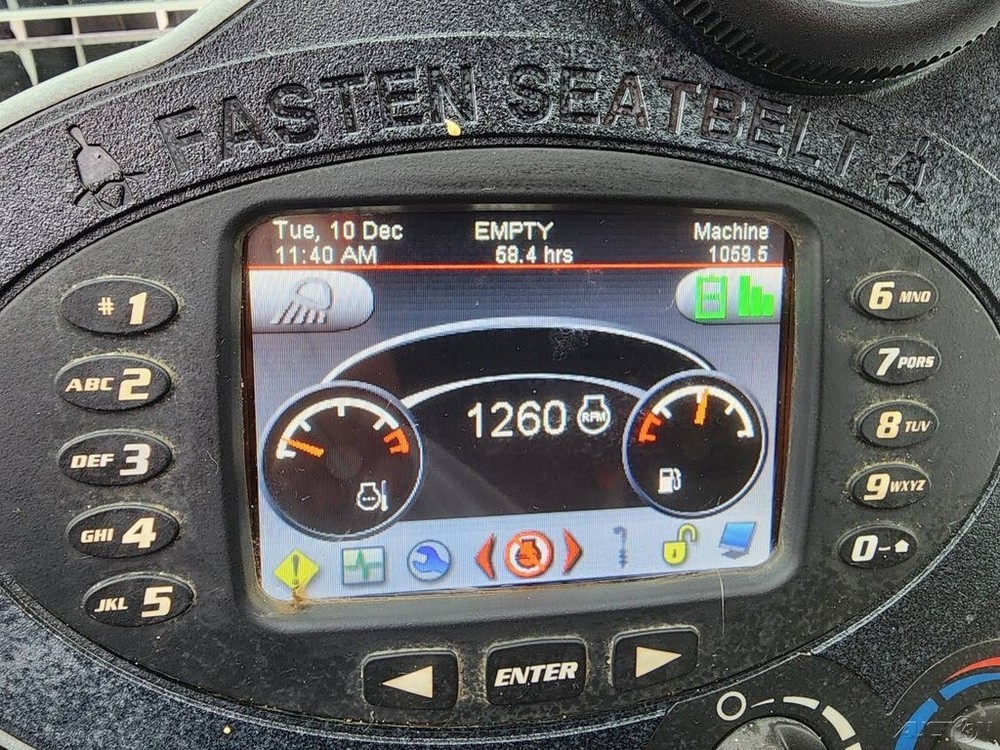 FASTEN SEATBELT
Tue, 10 Dec
11:40 AM
EMPTY
58.4 hrs
Machine
1059.5
1260 RPM
# 1
ABC 2
DEF 3
GHI 4
JKL 5
6 MNO
7 PQRS
8 TUV
9 WXYZ
0
ENTER